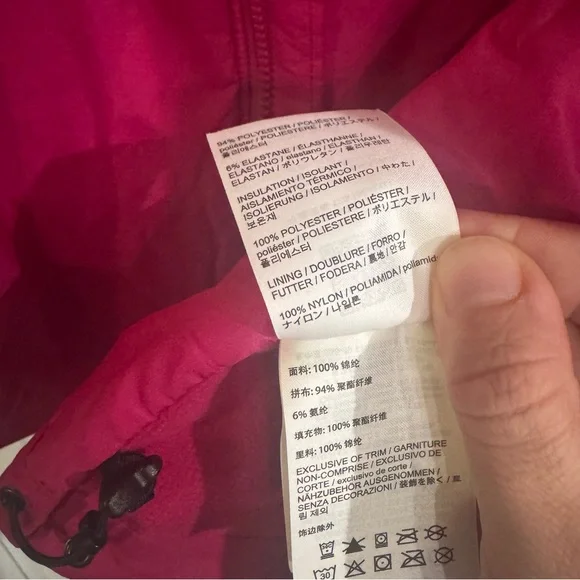 94% POLYESTER / POLIÉSTER /
poliéster / POLIESTERE / ポリエステル /
폴리에스터
6% ELASTANE / ÉLASTHANNE /
ELASTANO / elastano / ELASTHAN /
ELASTAN / ポリウレタン / 폴리우레탄
INSULATION / ISOLANT /
AISLAMIENTO TÉRMICO /
ISOLIERUNG / ISOLAMENTO / 中わた /
보온재
100% POLYESTER / POLIÉSTER /
poliéster / POLIESTERE / ポリエステル /
폴리에스터
LINING / DOUBLURE / FORRO /
FUTTER / FODERA / 裏地 / 안감
100% NYLON / POLIAMIDA / poliamid
ナイロン / 나일론
面料: 100% 锦纶
拼布: 94% 聚酯纤维
6% 氨纶
填充物: 100% 聚酯纤维
里料: 100% 锦纶
EXCLUSIVE OF TRIM / GARNITURE
NON-COMPRISE / EXCLUSIVO DE
CORTE / exclusivo de corte /
NÄHZUBEHÖR AUSGENOMMEN /
SENZA DECORAZIONI / 装飾を除く / 트
림 제외
饰边除外
30